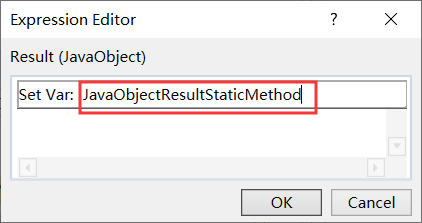 Expression Editor
Result (JavaObject)
Set Var: JavaObjectResultStaticMethod
OK
Cancel